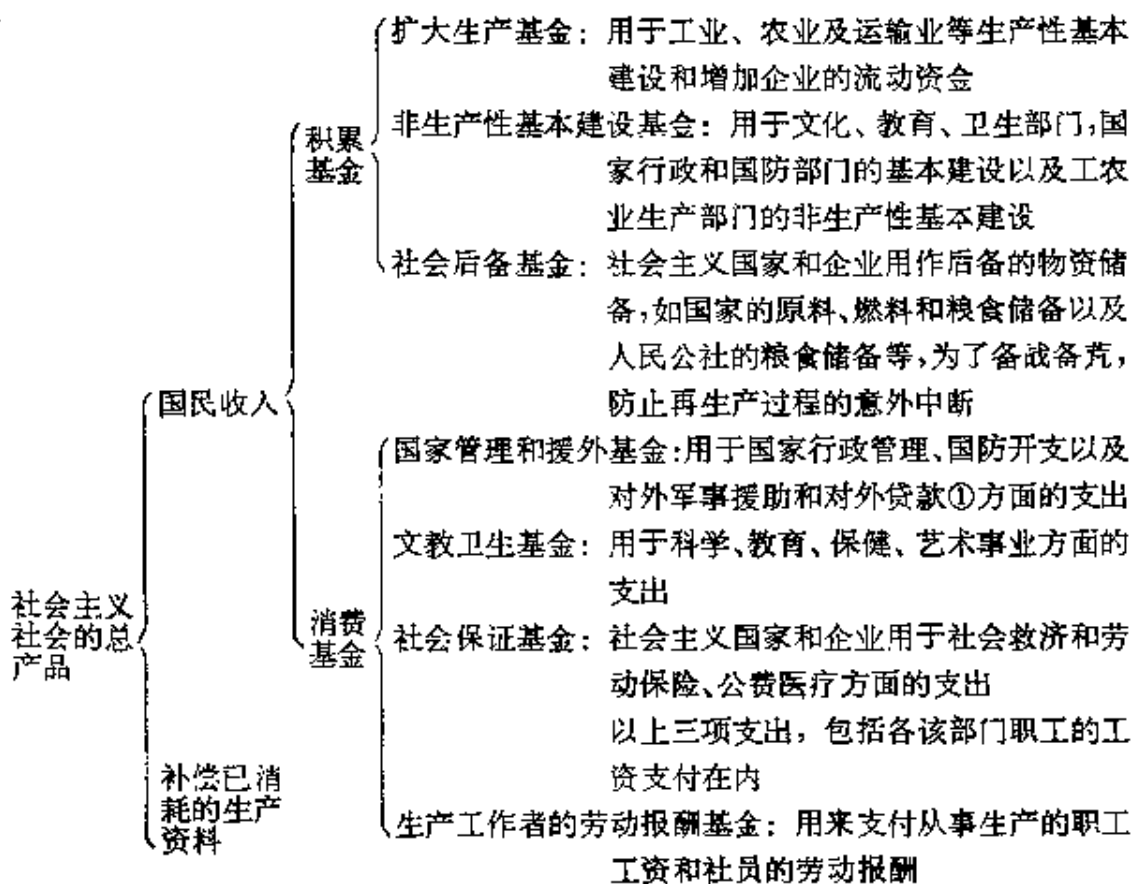 扩大生产基金：用于工业、农业及运输业等生产性基本
建设和增加企业的流动资金
积累
基金
非生产性基本建设基金：用于文化、教育、卫生部门，国
家行政和国防部门的基本建设以及工农
业生产部门的非生产性基本建设
社会后备基金：社会主义国家和企业用作后备的物资储
备，如国家的原料、燃料和粮食储备以及
人民公社的粮食储备等，为了备战备荒，
防止再生产过程的意外中断
国民收入
国家管理和援外基金：用于国家行政管理、国防开支以及
对外军事援助和对外贷款①方面的支出
文教卫生基金：用于科学、教育、保健、艺术事业方面的
支出
社会主义
社会的总
产品
消费
基金
社会保证基金：社会主义国家和企业用于社会救济和劳
动保险、公费医疗方面的支出
以上三项支出，包括各该部门职工的工
资支付在内
补偿已消
耗的生产
资料
生产工作者的劳动报酬基金：用来支付从事生产的职工
工资和社员的劳动报酬